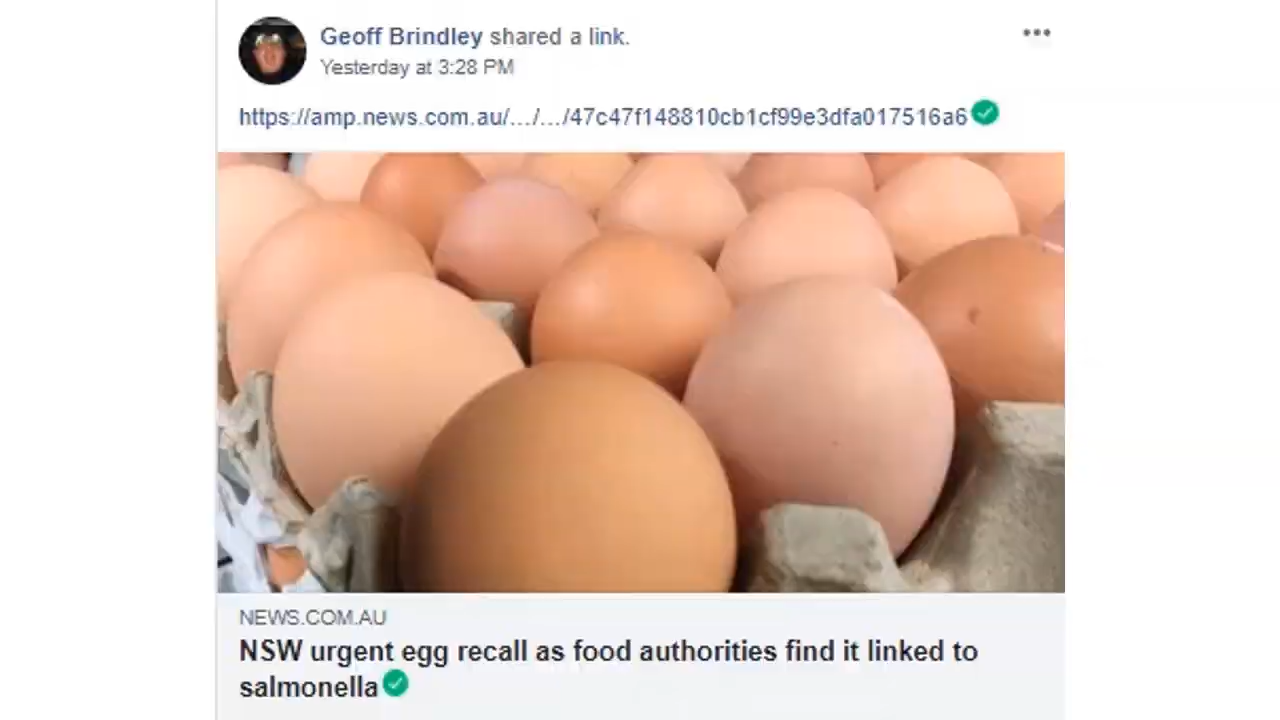 Geoff Brindley shared a link.
Yesterday at 3:28 PM
https://amp.news.com.au/.../.../47c47f148810cb1cf99e3dfa017516a6
NEWS.COM.AU
NSW urgent egg recall as food authorities find it linked to
salmonella